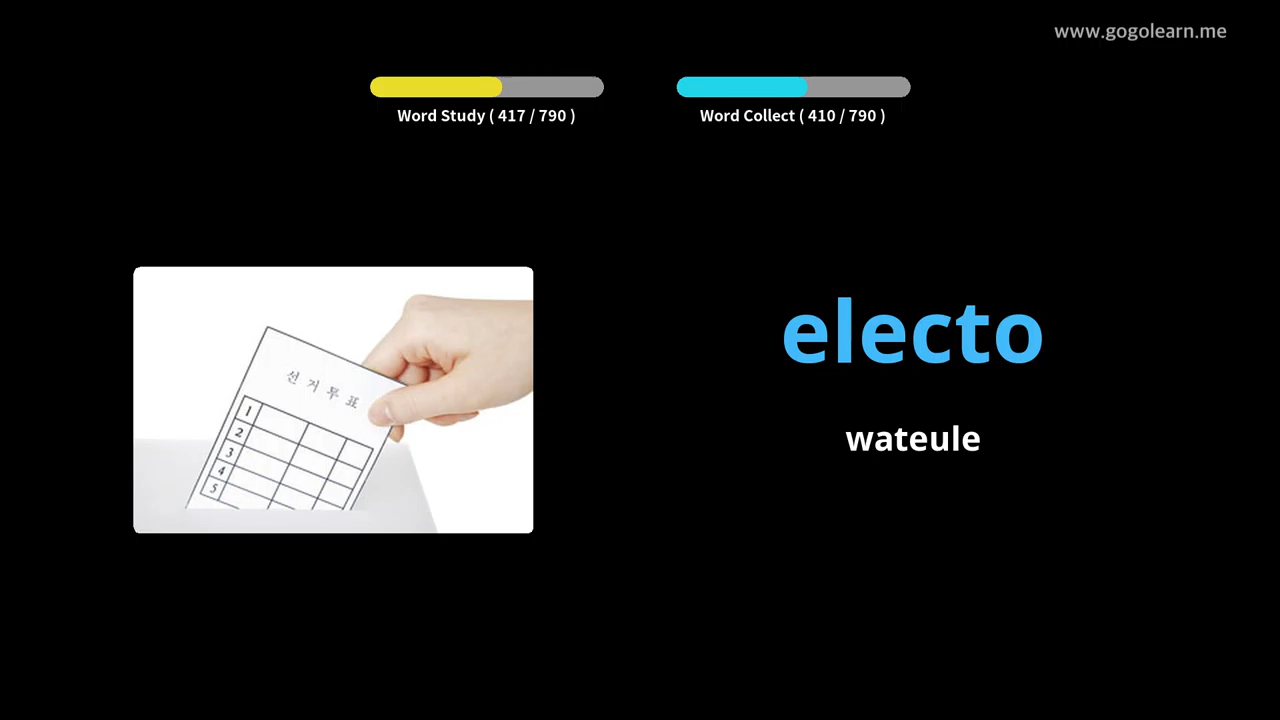 www.gogolearn.me
Word Study ( 417 / 790 )
Word Collect ( 410 / 790 )
선거투표
1
2
3
4
5
electo
wateule